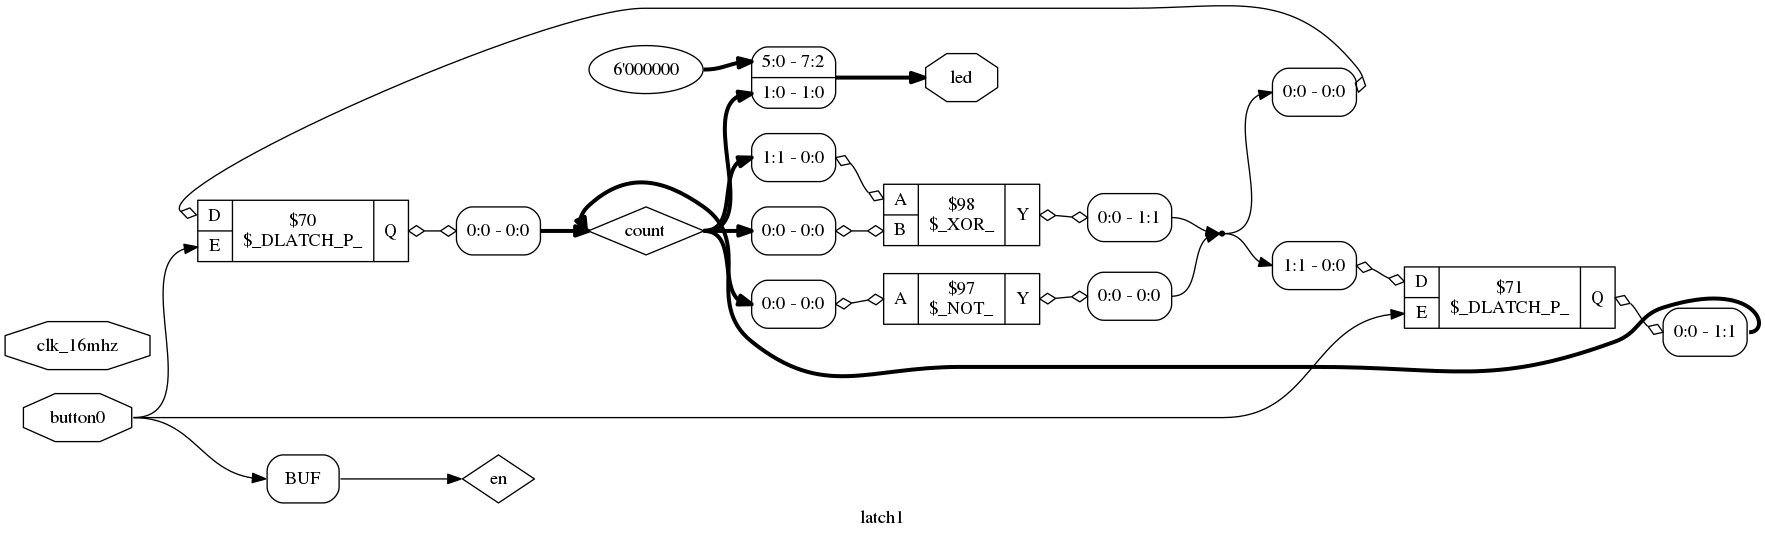 6'000000
5:0 - 7:2
1:0 - 1:0
led
0:0 - 0:0
1:1 - 0:0
D
E
$70
$_DLATCH_P_
Q
0:0 - 0:0
count
0:0 - 0:0
A
B
$98
$_XOR_
Y
0:0 - 1:1
0:0 - 0:0
A
$97
$_NOT_
Y
0:0 - 0:0
1:1 - 0:0
D
E
$71
$_DLATCH_P_
Q
0:0 - 1:1
clk_16mhz
button0
BUF
en
latch1